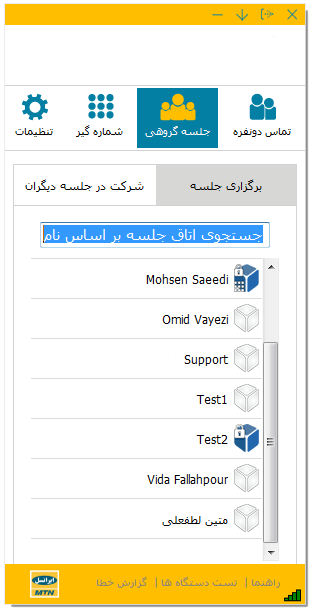 تماس دونفره
جلسه گروهی
شماره گیر
تنظیمات
برگزاری جلسه
شرکت در جلسه دیگران
جستجوی اتاق جلسه بر اساس نام
Mohsen Saeedi
Omid Vayezi
Support
Test1
Test2
Vida Fallahpour
متین لطفعلی
راهنما | تست دستگاه ها | گزارش خطا
ایرانسل
MTN